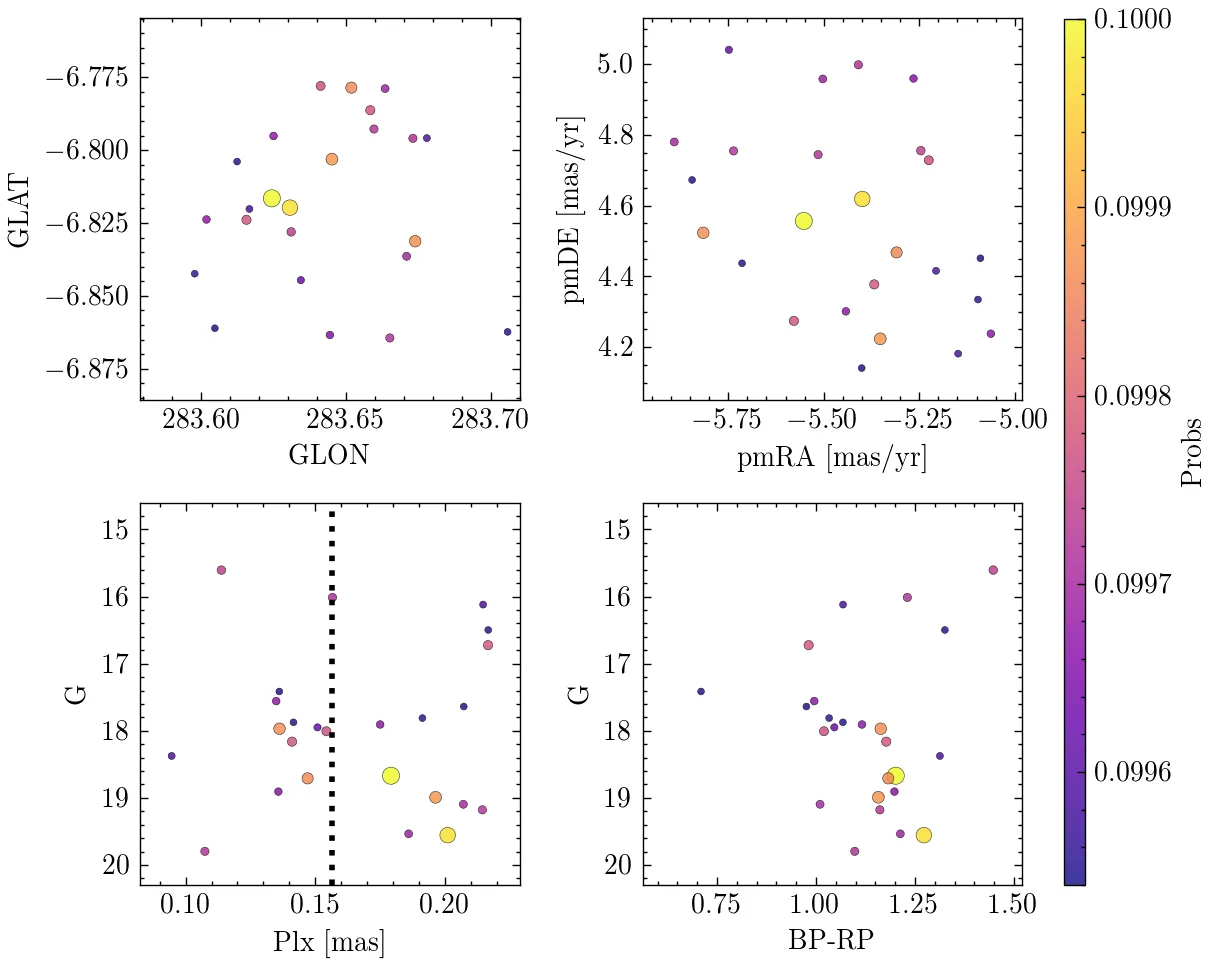 −6.775
−6.800
−6.825
−6.850
−6.875
GLAT
283.60 283.65 283.70
GLON
5.0
4.8
4.6
4.4
4.2
pmDE [mas/yr]
−5.75 −5.50 −5.25 −5.00
pmRA [mas/yr]
0.1000
0.0999
0.0998
0.0997
0.0996
Probs
15
16
17
18
19
20
G
0.10 0.15 0.20
Plx [mas]
15
16
17
18
19
20
G
0.75 1.00 1.25 1.50
BP-RP